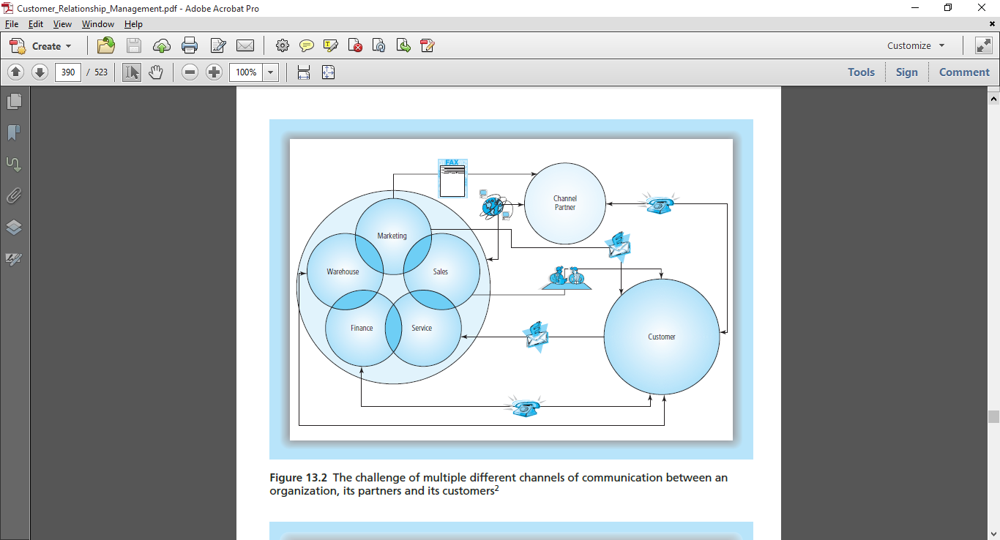 Customer_Relationship_Management.pdf - Adobe Acrobat Pro
File Edit View Window Help
Create
Customize
390 / 523
100%
Tools Sign Comment
FAX
Channel
Partner
Marketing
Warehouse
Sales
Finance
Service
Customer
Figure 13.2 The challenge of multiple different channels of communication between an
organization, its partners and its customers2